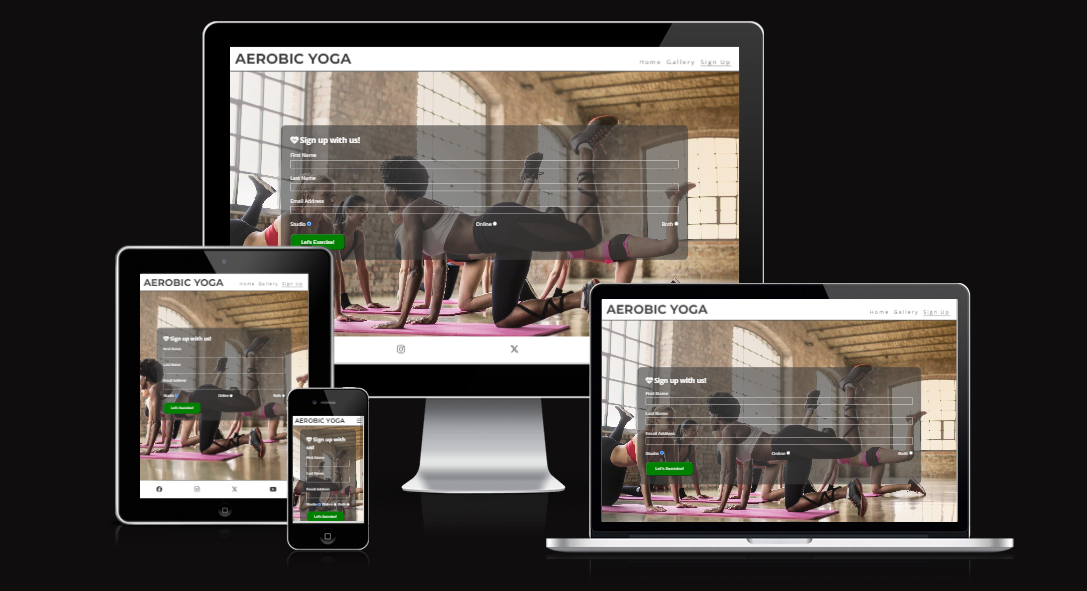 AEROBIC YOGA
Home Gallery Sign Up
Sign up with us!
First Name
Last Name
Email Address
Studio Online Both
Let's Exercise!
AEROBIC YOGA
Home Gallery Sign Up
Sign up with us!
First Name
Last Name
Email Address
Studio Online Both
Let's Exercise!
AEROBIC YOGA
Sign up with
us!
First Name
Last Name
Email Address
Studio Online Both
Let's Exercise!
AEROBIC YOGA
Home Gallery Sign Up
Sign up with us!
First Name
Last Name
Email Address
Studio Online Both
Let's Exercise!